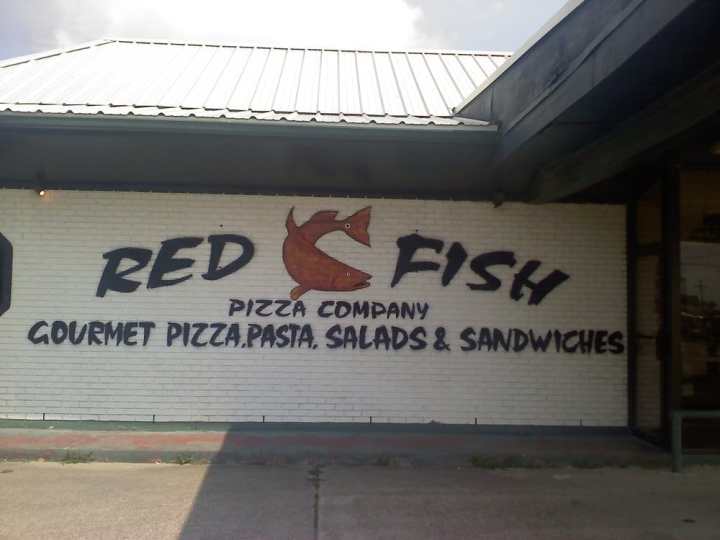 RED FISH
PIZZA COMPANY
GOURMET PIZZA, PASTA, SALADS & SANDWICHES